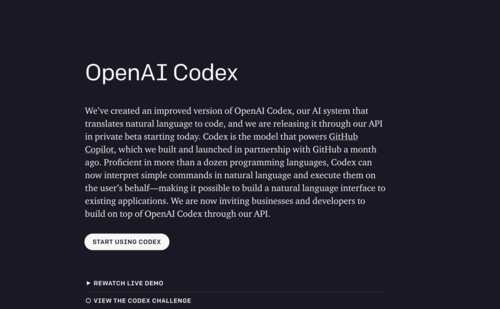 OpenAI Codex
We've created an improved version of OpenAI Codex, our AI system that
translates natural language to code, and we are releasing it through our API
in private beta starting today. Codex is the model that powers GitHub
Copilot, which we built and launched in partnership with GitHub a month
ago. Proficient in more than a dozen programming languages, Codex can
now interpret simple commands in natural language and execute them on
the user's behalf—making it possible to build a natural language interface to
existing applications. We are now inviting businesses and developers to
build on top of OpenAI Codex through our API.
START USING CODEX
REWATCH LIVE DEMO
VIEW THE CODEX CHALLENGE